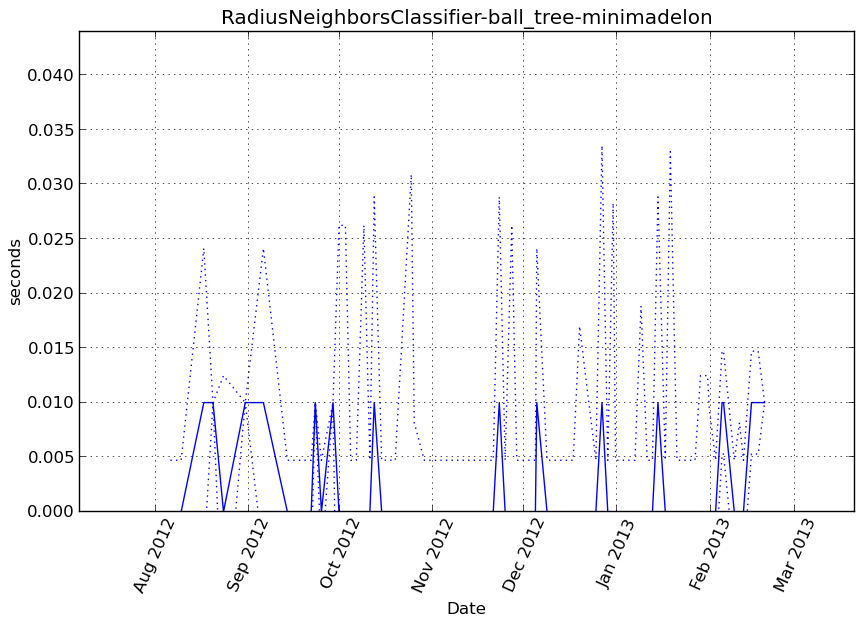 RadiusNeighborsClassifier-ball_tree-minimadelon
0.040
0.035
0.030
0.025
0.020
0.015
0.010
0.005
0.000
seconds
Aug 2012
Sep 2012
Oct 2012
Nov 2012
Dec 2012
Jan 2013
Feb 2013
Mar 2013
Date